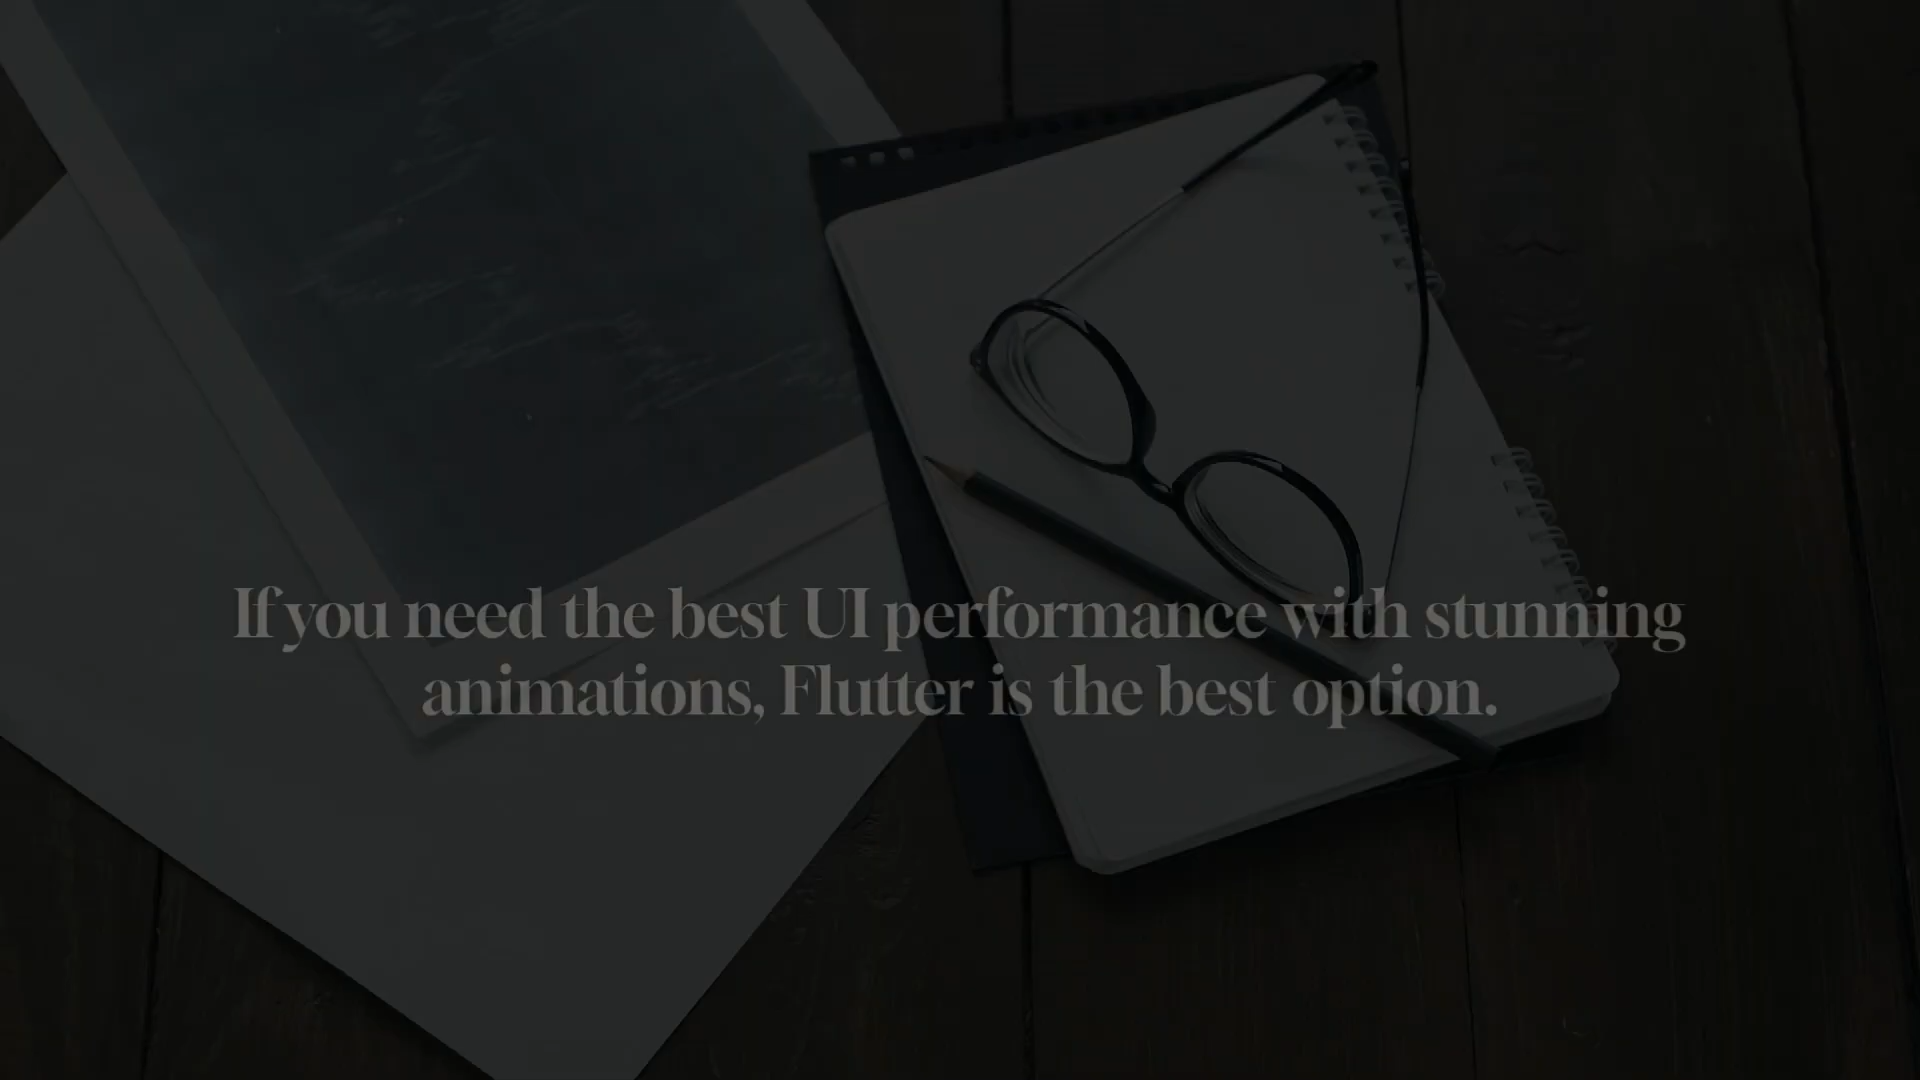 If you need the best UI performance with stunning
animations, Flutter is the best option.